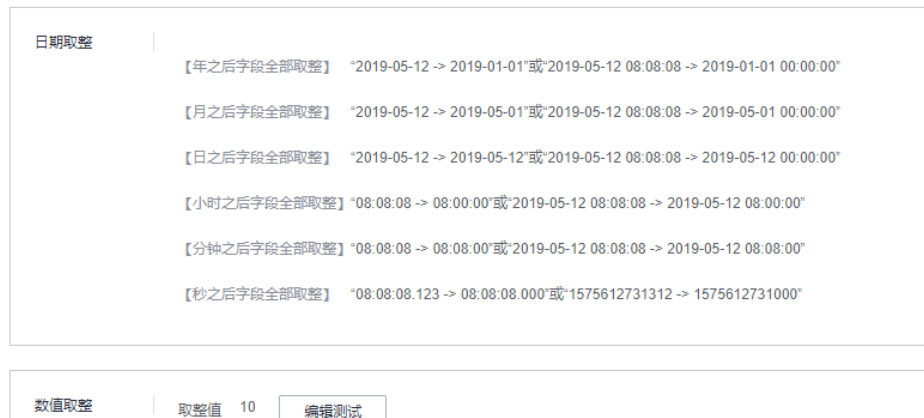 日期取整
【年之后字段全部取整】 “2019-05-12 -> 2019-01-01”或“2019-05-12 08:08:08 -> 2019-01-01 00:00:00”
【月之后字段全部取整】 “2019-05-12 -> 2019-05-01”或“2019-05-12 08:08:08 -> 2019-05-01 00:00:00”
【日之后字段全部取整】 “2019-05-12 -> 2019-05-12”或“2019-05-12 08:08:08 -> 2019-05-12 00:00:00”
【小时之后字段全部取整】 “08:08:08 -> 08:00:00”或“2019-05-12 08:08:08 -> 2019-05-12 08:00:00”
【分钟之后字段全部取整】 “08:08:08 -> 08:08:00”或“2019-05-12 08:08:08 -> 2019-05-12 08:08:00”
【秒之后字段全部取整】 “08:08:08.123 -> 08:08:08.000”或“1575612731312 -> 1575612731000”
数值取整 取整值 10 编辑测试